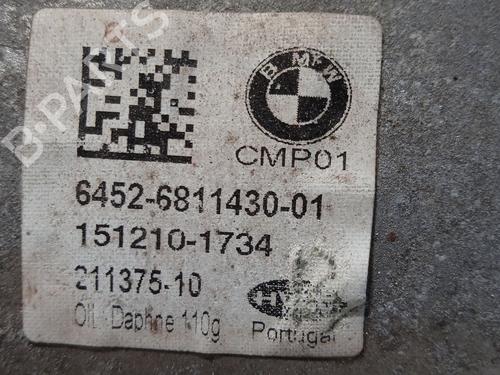 B-PARTS
BMW
CMP01
6452-6811430-01
151210-1734
211375-10
Oil: Daphne 110g
Portugal